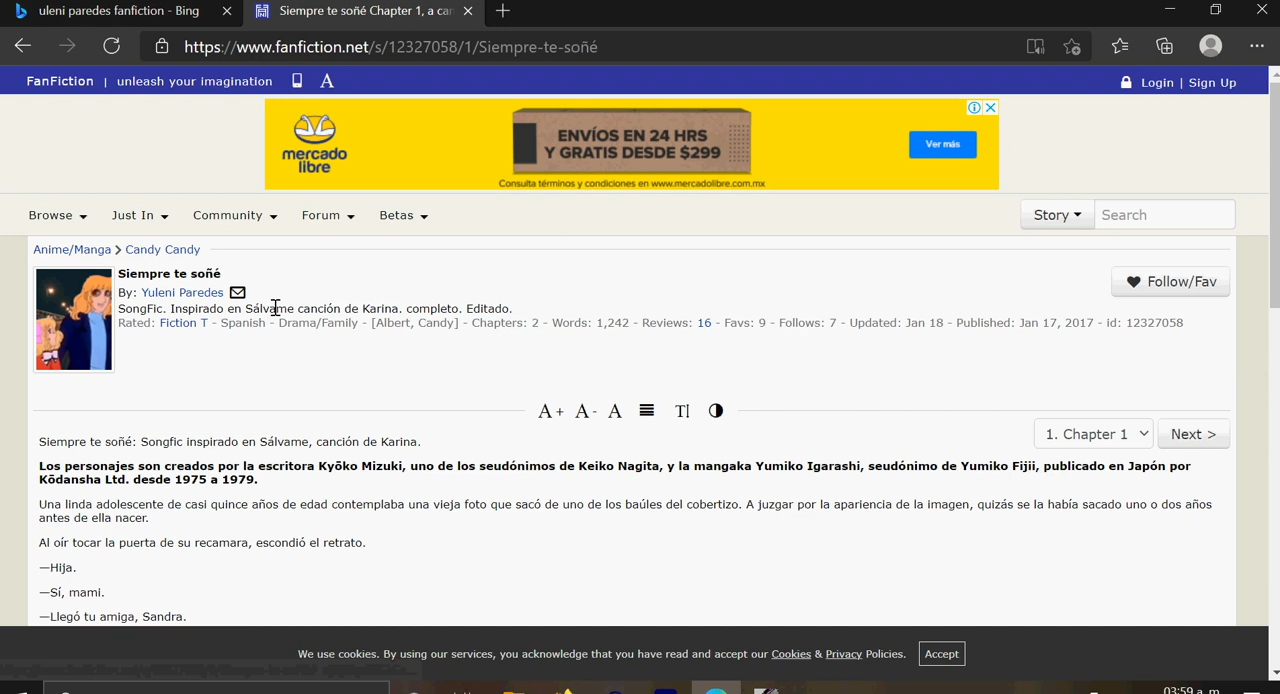 uleni paredes fanfiction - Bing
Siempre te soñé Chapter 1, a can
https://www.fanfiction.net/s/12327058/1/Siempre-te-soñé
FanFiction | unleash your imagination A
Login | Sign Up
mercado
libre
ENVÍOS EN 24 HRS
Y GRATIS DESDE $299
Consulta términos y condiciones en www.mercadolibre.com.mx
Ver más
Browse Just In Community Forum Betas
Story Search
Anime/Manga > Candy Candy
Siempre te soñé
By: Yuleni Paredes
SongFic. Inspirado en Sálvame canción de Karina. completo. Editado.
Rated: Fiction T - Spanish - Drama/Family - [Albert, Candy] - Chapters: 2 - Words: 1,242 - Reviews: 16 - Favs: 9 - Follows: 7 - Updated: Jan 18 - Published: Jan 17, 2017 - id: 12327058
Follow/Fav
A+ A- A
1. Chapter 1
Next >
Siempre te soñé: Songfic inspirado en Sálvame, canción de Karina.
Los personajes son creados por la escritora Kyōko Mizuki, uno de los seudónimos de Keiko Nagita, y la mangaka Yumiko Igarashi, seudónimo de Yumiko Fijii, publicado en Japón por
Kōdansha Ltd. desde 1975 a 1979.
Una linda adolescente de casi quince años de edad contemplaba una vieja foto que sacó de uno de los baúles del cobertizo. A juzgar por la apariencia de la imagen, quizás se la había sacado uno o dos años
antes de ella nacer.
Al oír tocar la puerta de su recamara, escondió el retrato.
—Hija.
—Sí, mami.
—Llegó tu amiga, Sandra.
We use cookies. By using our services, you acknowledge that you have read and accept our Cookies & Privacy Policies.
Accept
03:59 a. m.